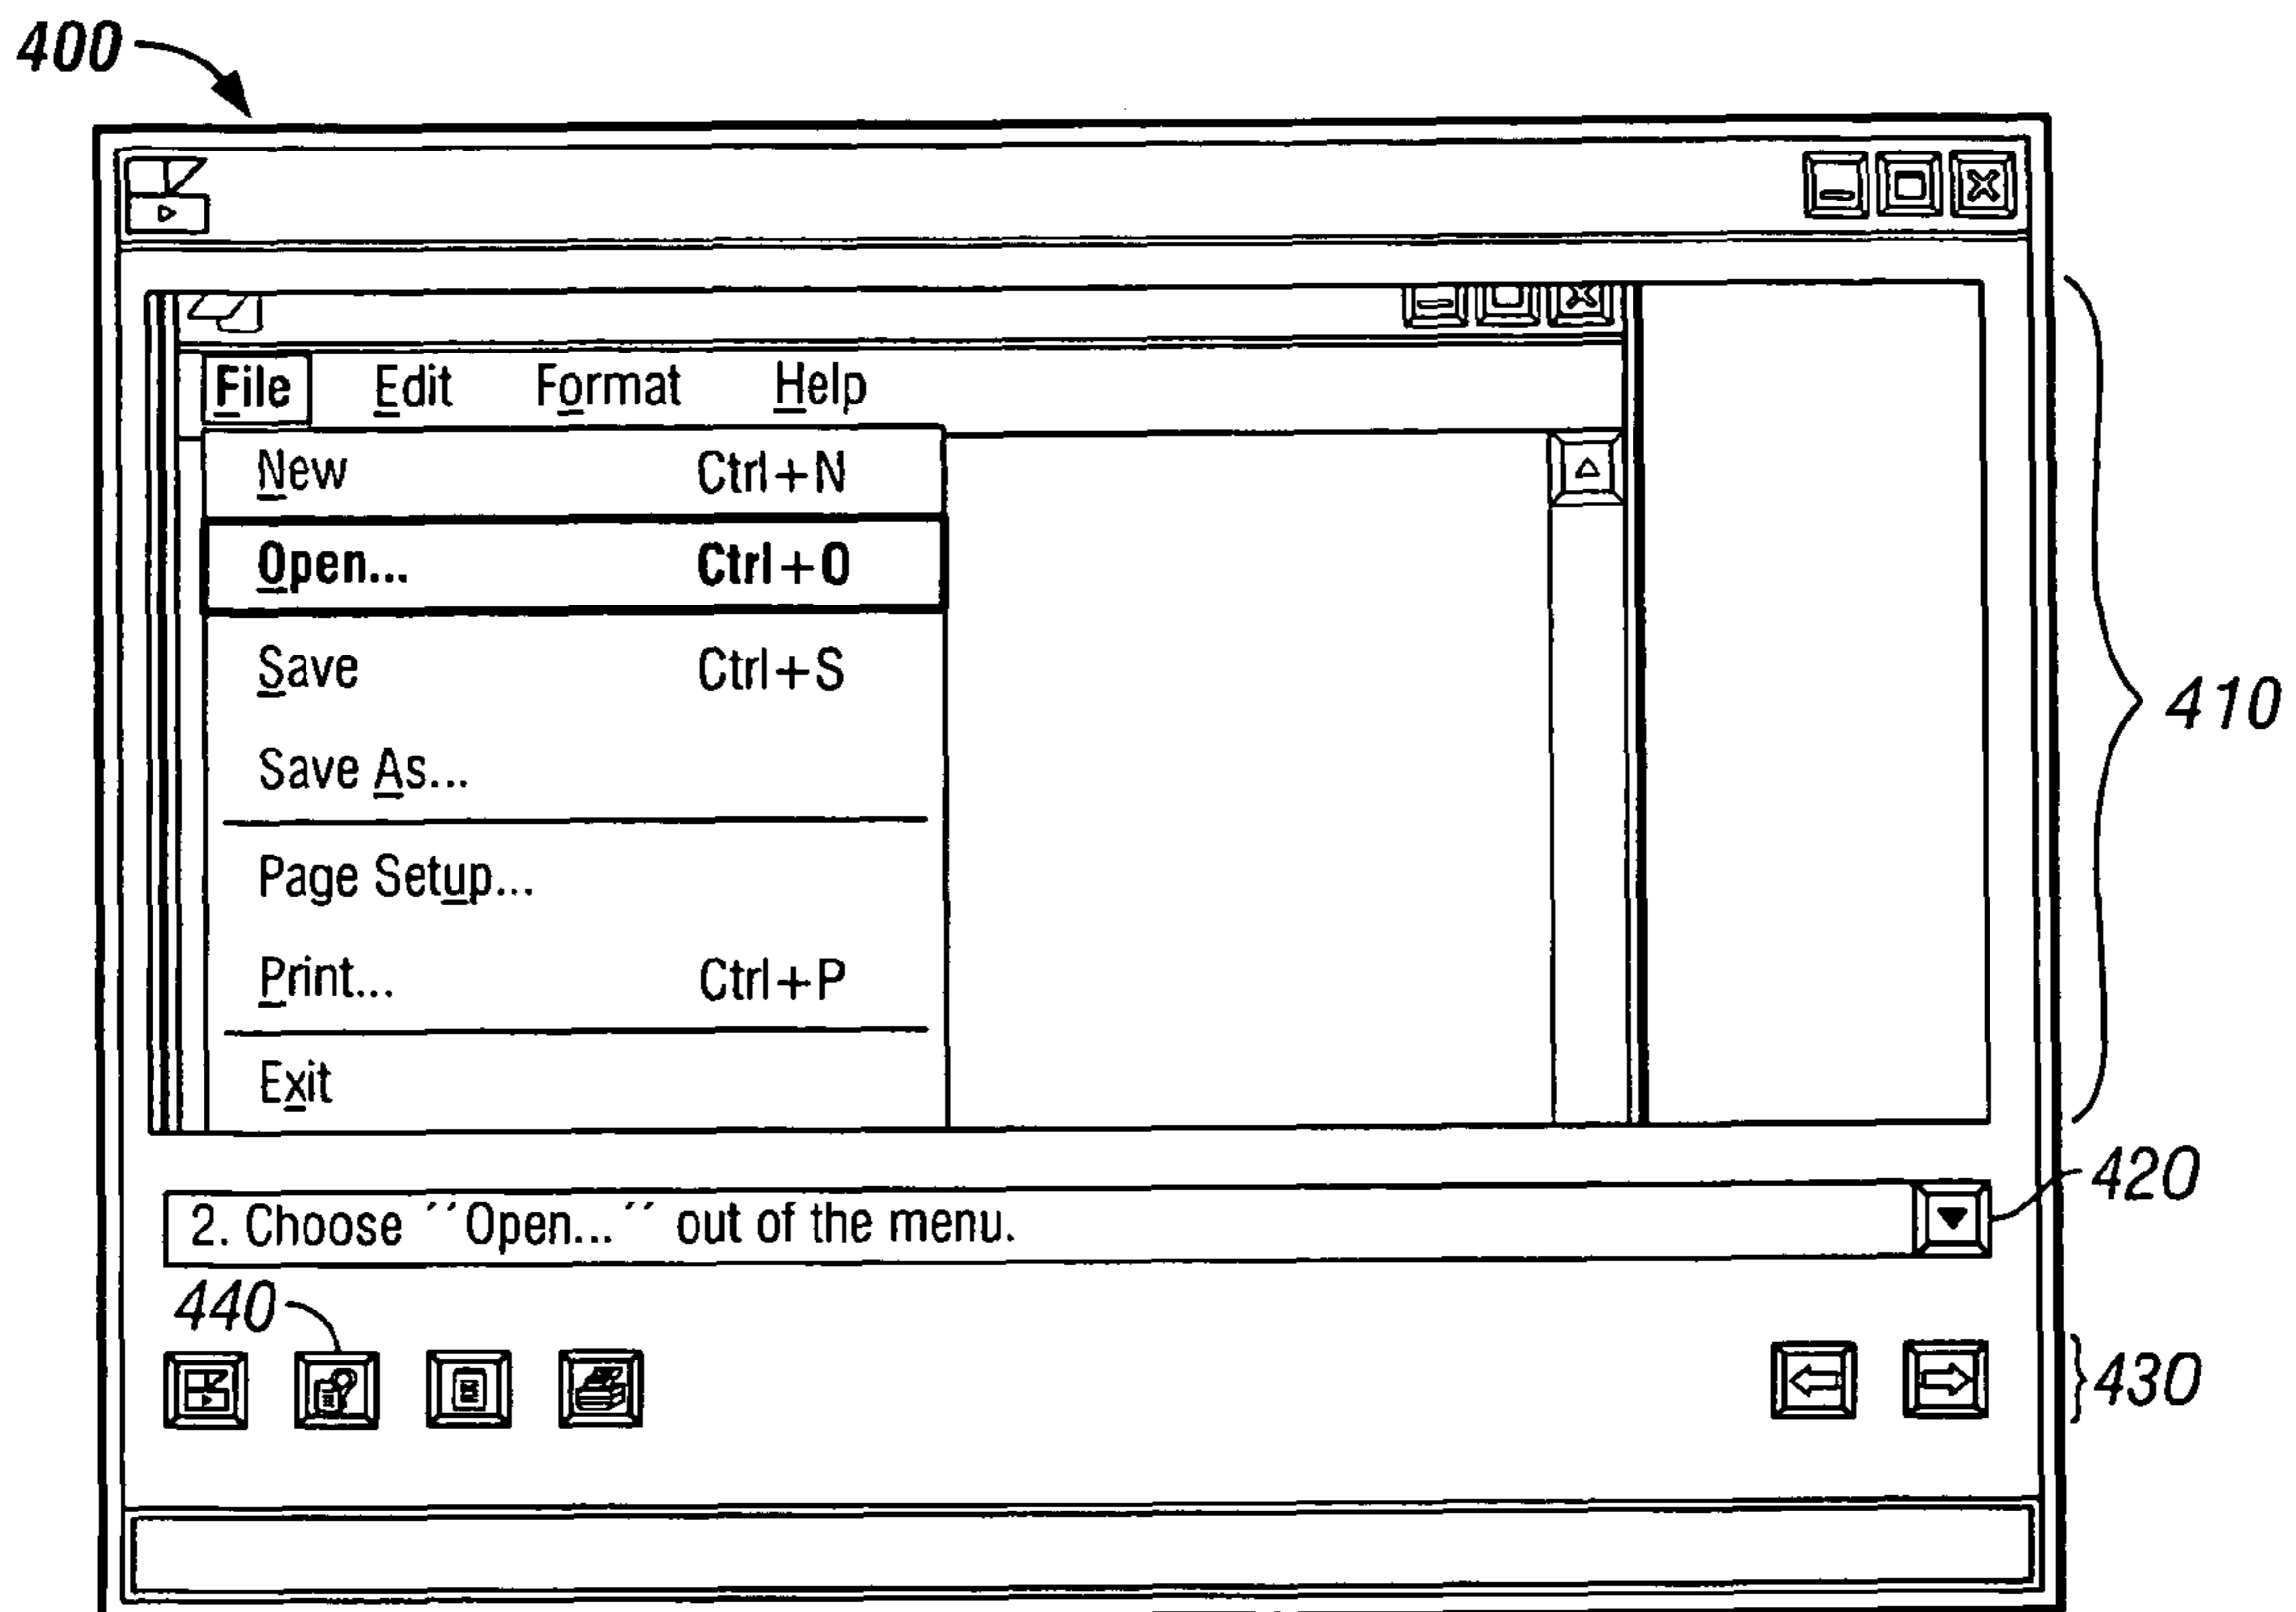 400
File Edit Format Help
New Ctrl+N
Open... Ctrl+O
Save Ctrl+S
Save As...
410
Page Setup...
Print... Ctrl+P
Exit
420
2. Choose ´´Open...´´ out of the menu.
440
430